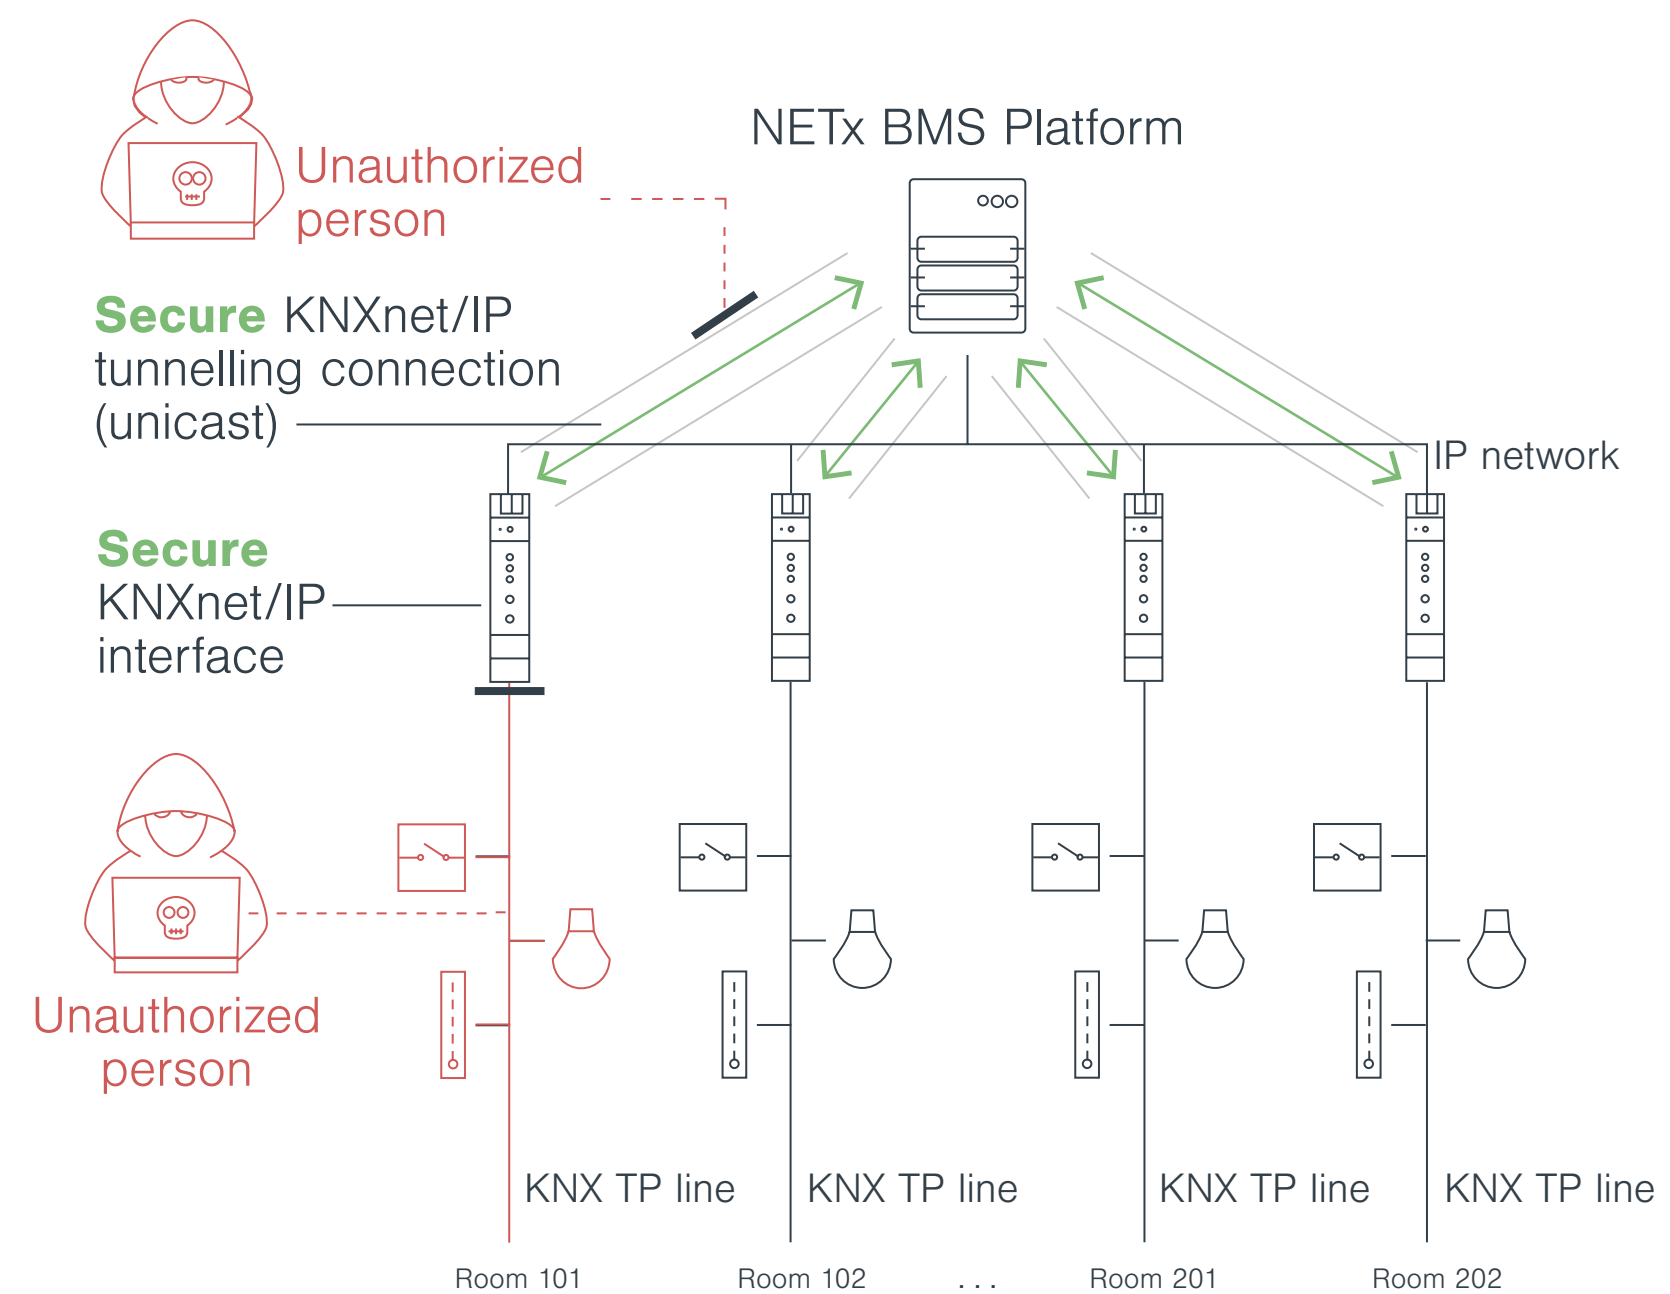 NETx BMS Platform
Unauthorized
person
Secure KNXnet/IP
tunnelling connection
(unicast)
IP network
Secure
KNXnet/IP
interface
Unauthorized
person
KNX TP line
KNX TP line
KNX TP line
KNX TP line
Room 101
Room 102
...
Room 201
Room 202